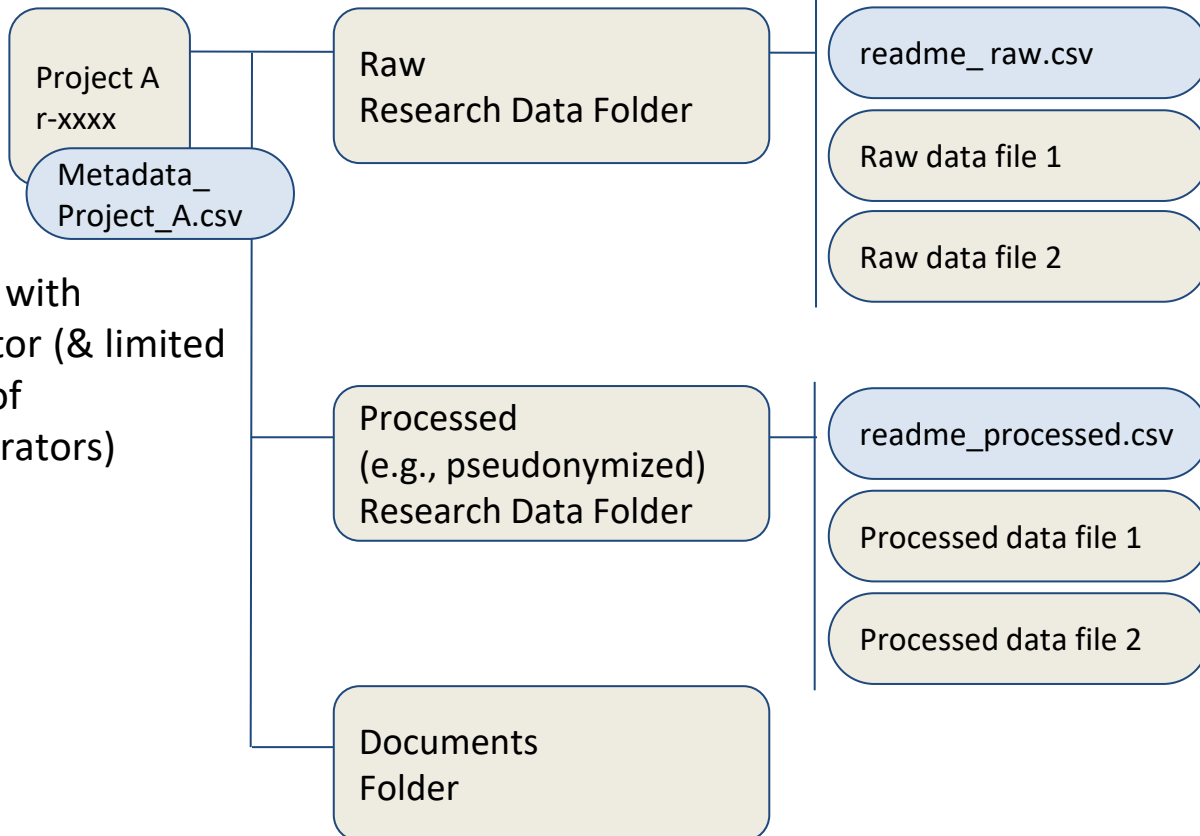 Project A
r-xxxx
Metadata_
Project_A.csv
with
(& limited
of
Raw
Research Data Folder
readme_ raw.csv
Raw data file 1
Raw data file 2
Processed
(e.g., pseudonymized)
Research Data Folder
readme_processed.csv
Processed data file 1
Processed data file 2
Documents
Folder